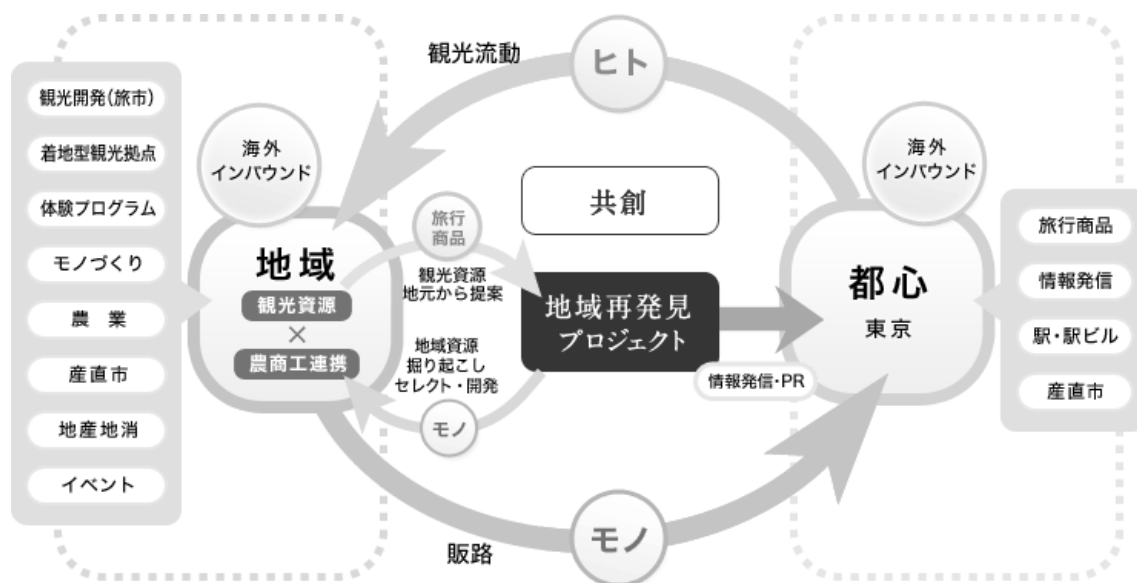 観光流動
ヒト
観光開発(旅市)
着地型観光拠点
体験プログラム
モノづくり
農　業
産直市
地産地消
イベント
海外
インバウンド
地域
観光資源
×
農商工連携
旅行
商品
観光資源
地元から提案
地域資源
掘り起こし
セレクト・開発
モノ
共創
地域再発見
プロジェクト
情報発信・PR
海外
インバウンド
都心
東京
旅行商品
情報発信
駅・駅ビル
産直市
販路
モノ